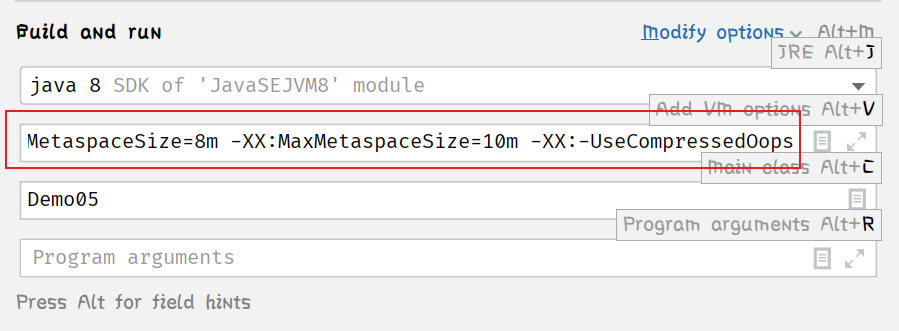 Build and run
Modify options Alt+M
JRE Alt+J
java 8 SDK of 'JavaSEJVM8' module
Add VM options Alt+V
MetaspaceSize=8m -XX:MaxMetaspaceSize=10m -XX:-UseCompressedOops
Main class Alt+C
Demo05
Program arguments Alt+R
Program arguments
Press Alt for field hints